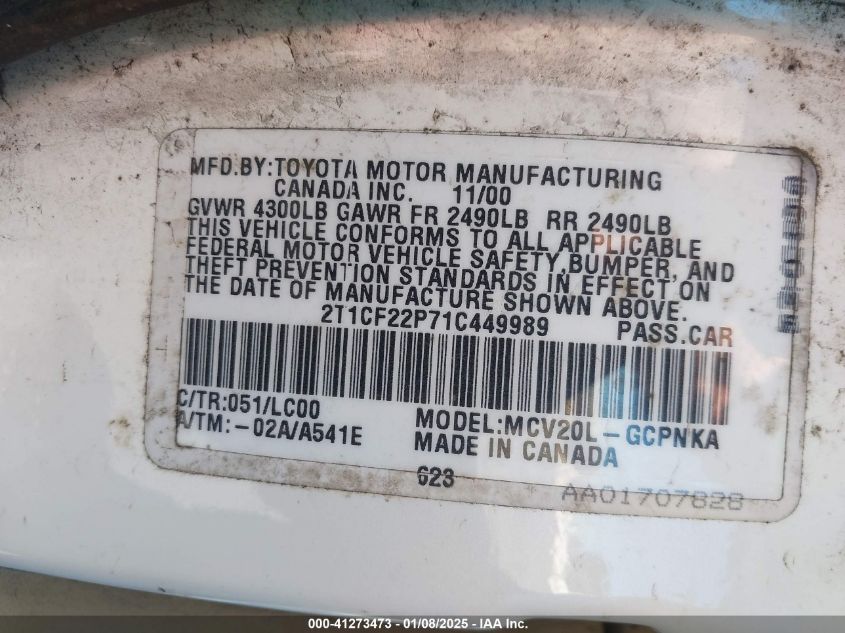 MFD.BY:TOYOTA MOTOR MANUFACTURING
CANADA INC. 11/00
GVWR 4300LB GAWR FR 2490LB RR 2490LB
THIS VEHICLE CONFORMS TO ALL APPLICABLE
FEDERAL MOTOR VEHICLE SAFETY,BUMPER, AND
THEFT PREVENTION STANDARDS IN EFFECT ON
THE DATE OF MANUFACTURE SHOWN ABOVE.
2T1CF22P71C449989 PASS.CAR
C/TR:051/LC00 MODEL:MCV20L-GCPNKA
A/TM:-02A/A541E MADE IN CANADA
623
AA01707828
000-41273473 - 01/08/2025 - IAA Inc.